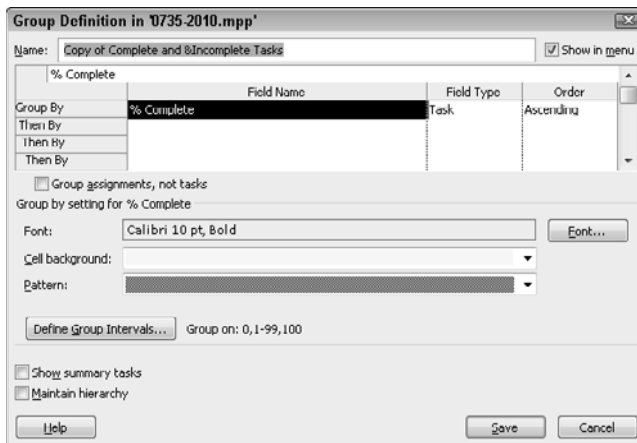 Group Definition in '0735-2010.mpp'
Name: Copy of Complete and &Incomplete Tasks Show in menu
% Complete
Field Name Field Type Order
Group By % Complete Task Ascending
Then By
Then By
Then By
Group assignments, not tasks
Group by setting for % Complete
Font: Calibri 10 pt, Bold Font...
Cell background:
Pattern:
Define Group Intervals... Group on: 0,1-99,100
Show summary tasks
Maintain hierarchy
Help Save Cancel